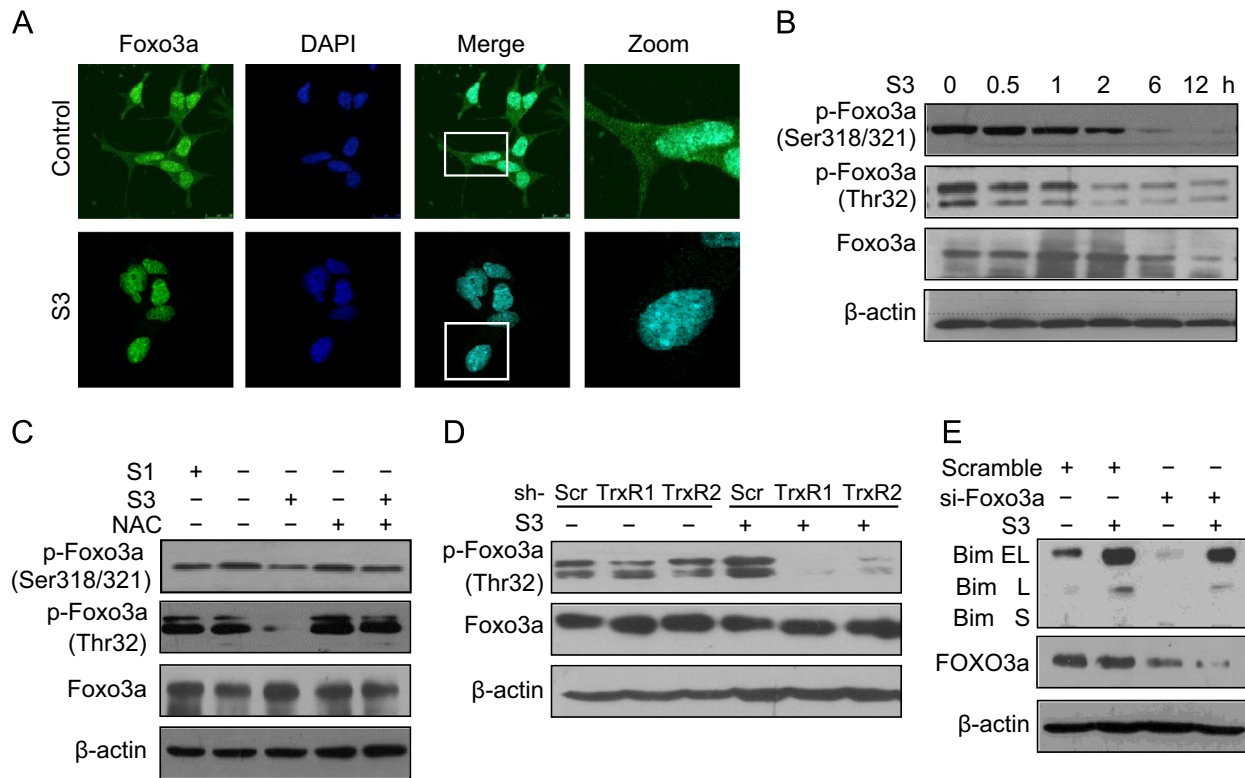 A
Foxo3a DAPI Merge Zoom
Control
S3
B
S3 0 0.5 1 2 6 12 h
p-Foxo3a
(Ser318/321)
p-Foxo3a
(Thr32)
Foxo3a
β-actin
C
S1 + – – – –
S3 – – + – +
NAC – – – + +
p-Foxo3a
(Ser318/321)
p-Foxo3a
(Thr32)
Foxo3a
β-actin
D
sh- Scr TrxR1 TrxR2 Scr TrxR1 TrxR2
S3 – – – + + +
p-Foxo3a
(Thr32)
Foxo3a
β-actin
E
Scramble + + – –
si-Foxo3a – – + +
S3 – + – +
Bim EL
Bim L
Bim S
FOXO3a
β-actin